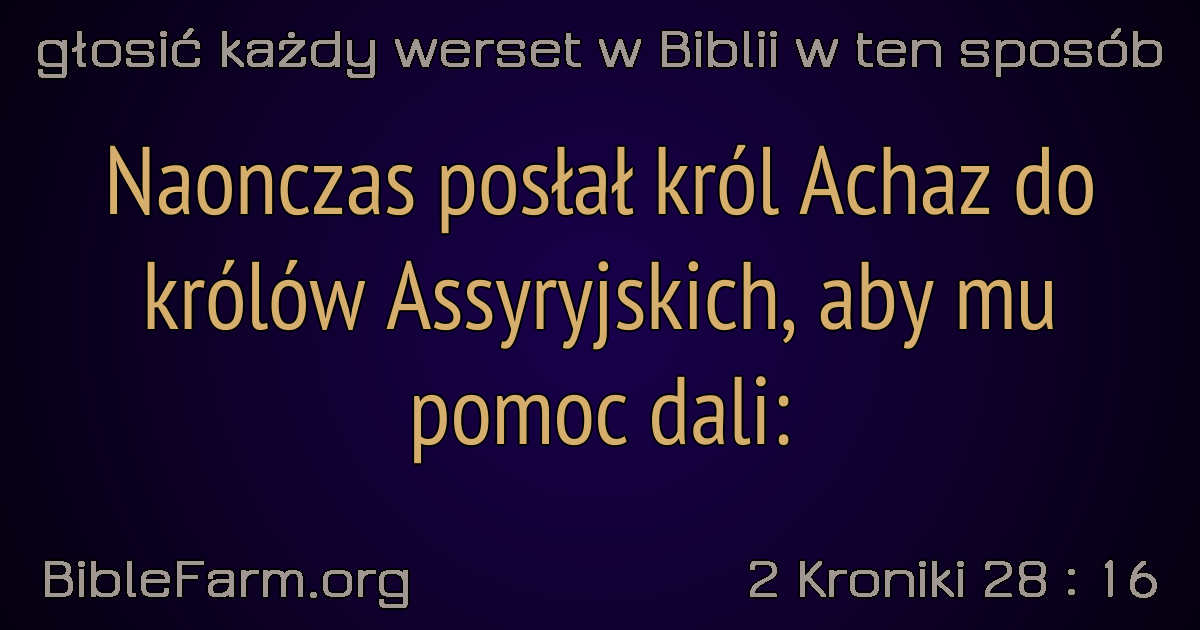 głosić każdy werset w Biblii w ten sposób
Naonczas posłał król Achaz do
królów Assyryjskich, aby mu
pomoc dali:
BibleFarm.org
2 Kroniki 28 : 16